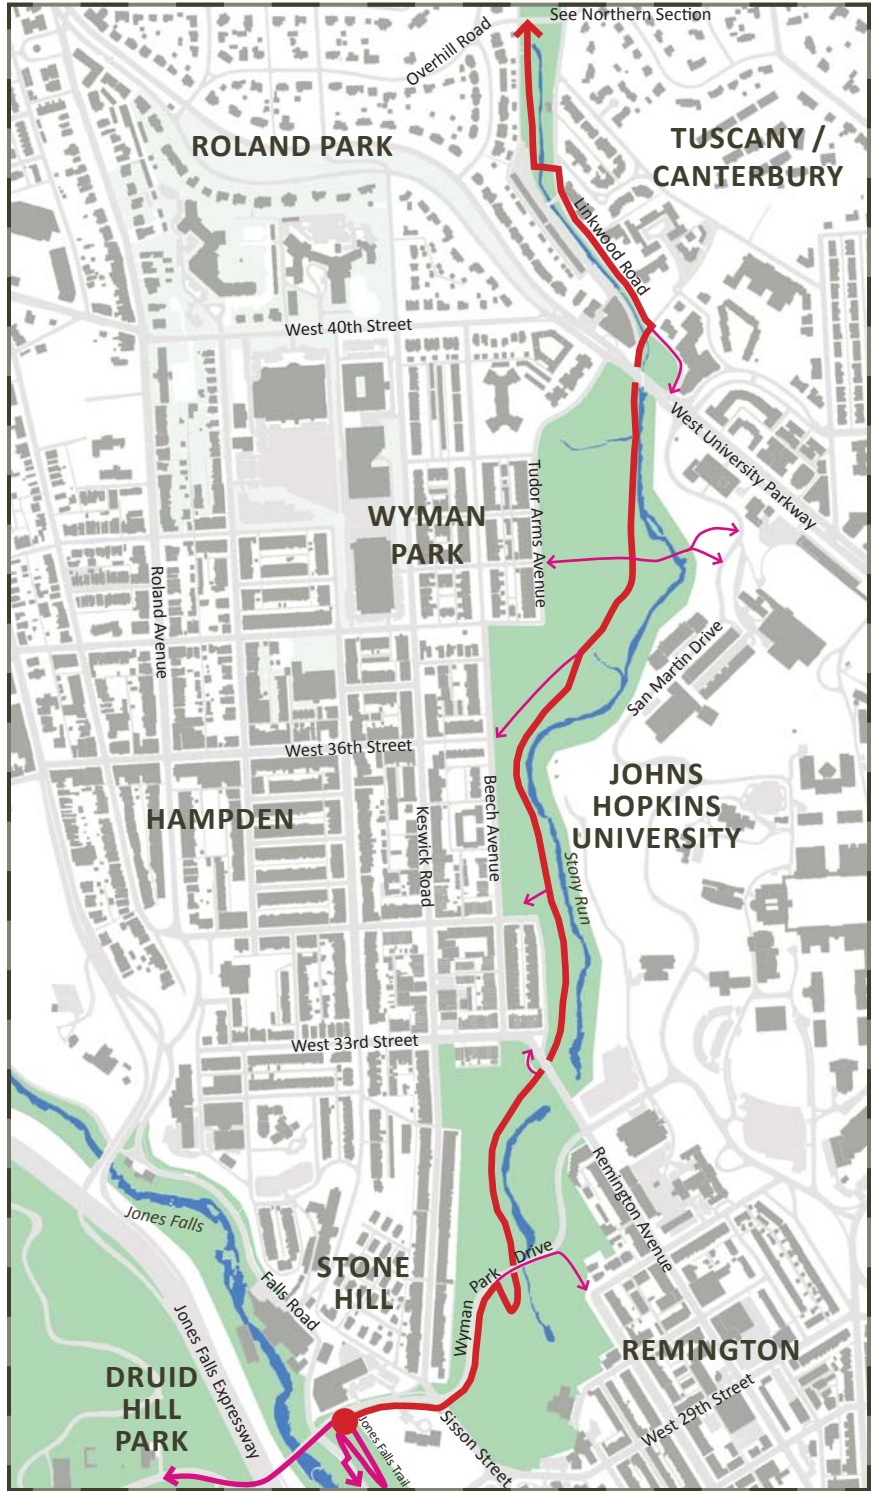 See Northern Section
Overhill Road
ROLAND PARK
TUSCANY /
CANTERBURY
Linkwood Road
West 40th Street
West University Parkway
Tudor Arms Avenue
WYMAN
PARK
Roland Avenue
San Martin Drive
West 36th Street
JOHNS
HOPKINS
UNIVERSITY
HAMPDEN
Keswick Road
Beech Avenue
Stony Run
West 33rd Street
Remington Avenue
Jones Falls
STONE
HILL
Falls Road
Wyman Park Drive
Jones Falls Expressway
REMINGTON
DRUID
HILL
PARK
West 29th Street
Jones Falls Trail
Sisson Street